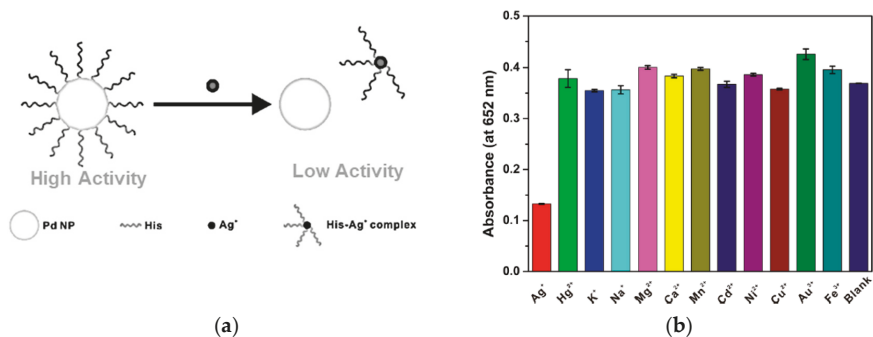 High Activity
Low Activity
Pd NP
His
Ag⁺
His-Ag⁺ complex
(a)
Absorbance (at 652 nm)
0.5
0.4
0.3
0.2
0.1
0.0
Ag⁺ Hg²⁺ K⁺ Na⁺ Mg²⁺ Ca²⁺ Mn²⁺ Cd²⁺ Ni²⁺ Cu²⁺ Au³⁺ Fe³⁺ Blank
(b)